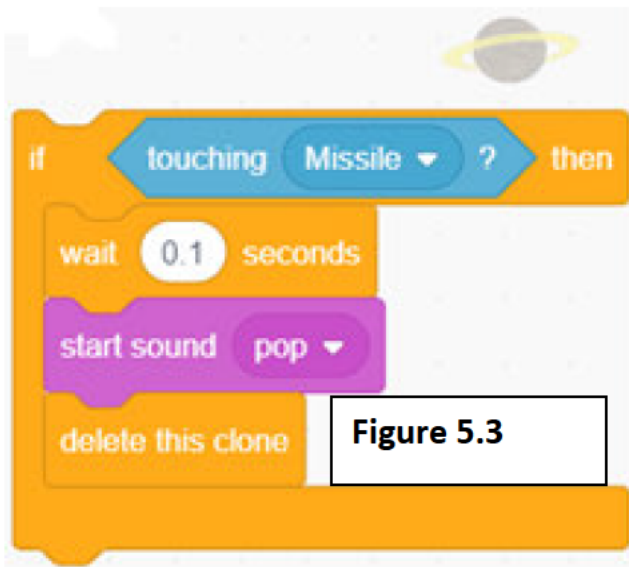 if touching Missile ? then
wait 0.1 seconds
start sound pop
delete this clone
Figure 5.3